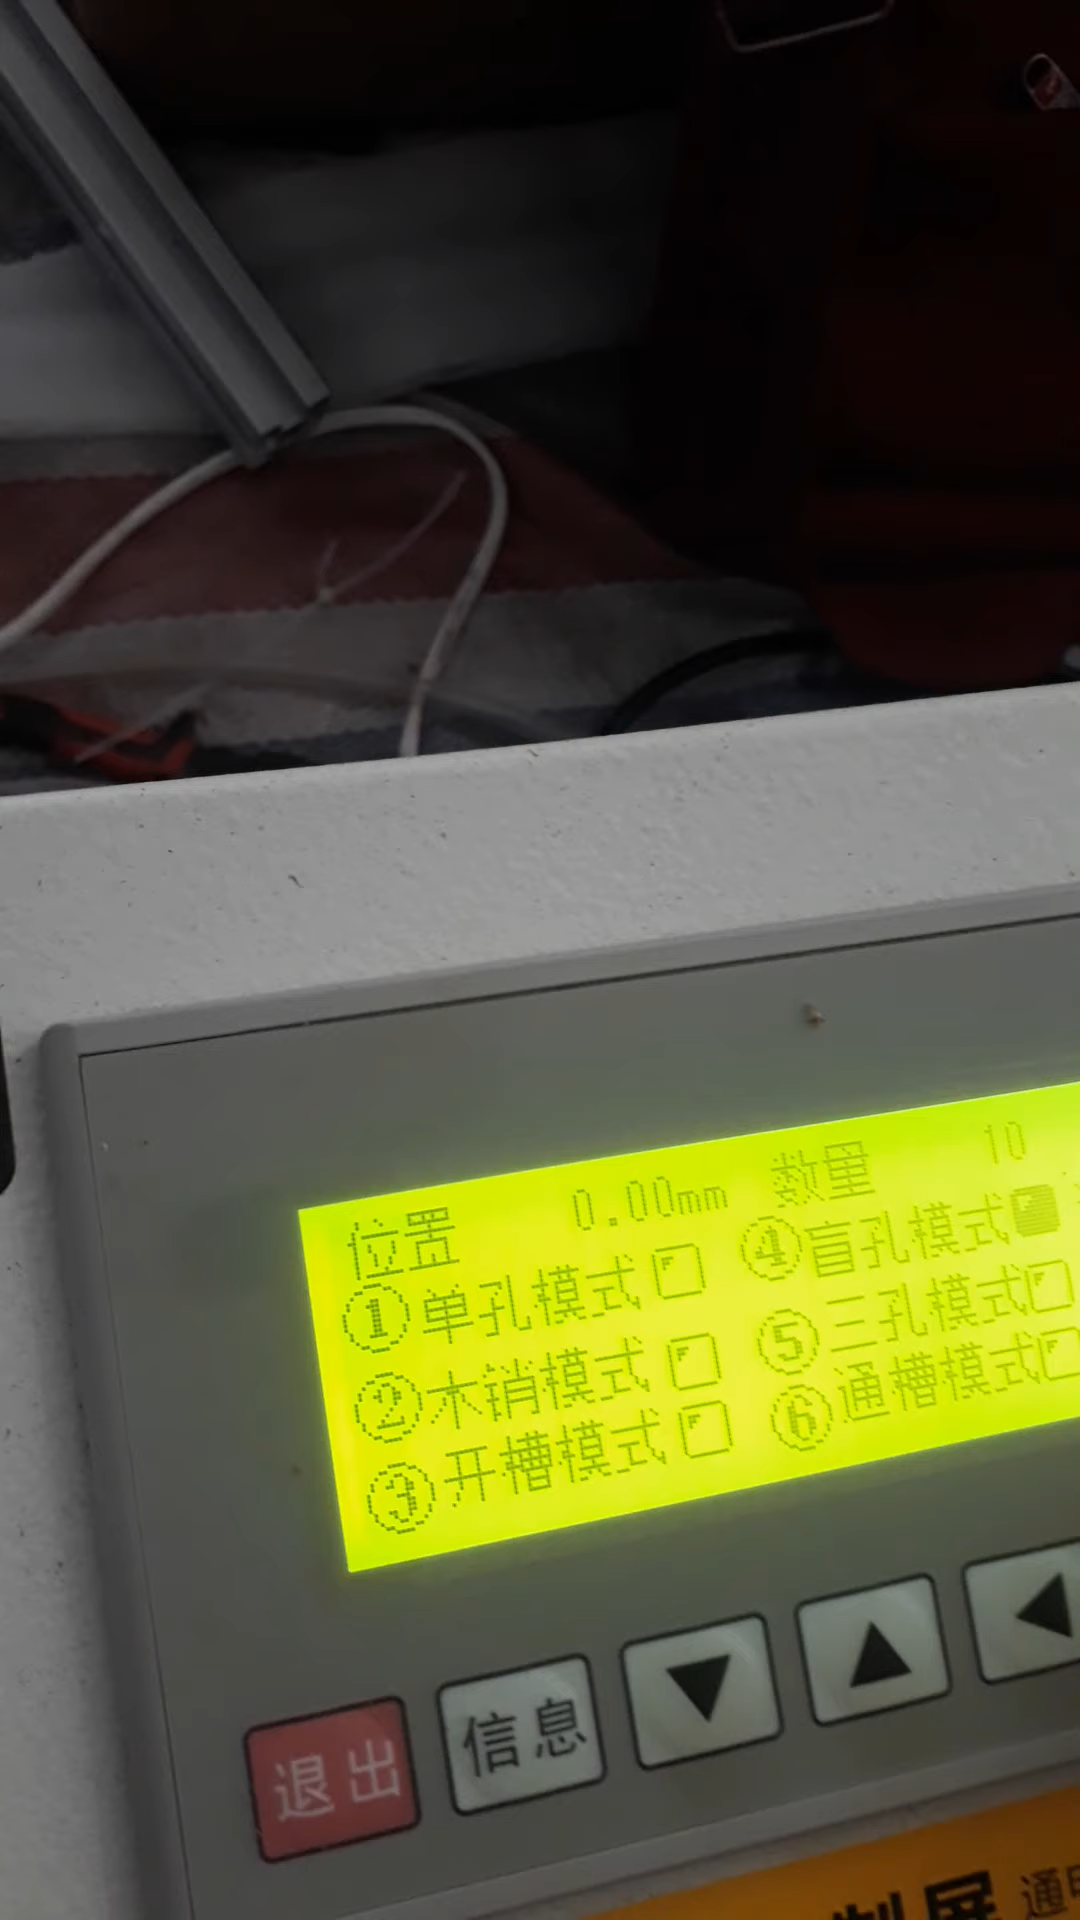 位置 0.00mm 数量 10
①单孔模式 ④盲孔模式
②木销模式 ⑤三孔模式
③开槽模式 ⑥通槽模式
退出 信息
屏 通